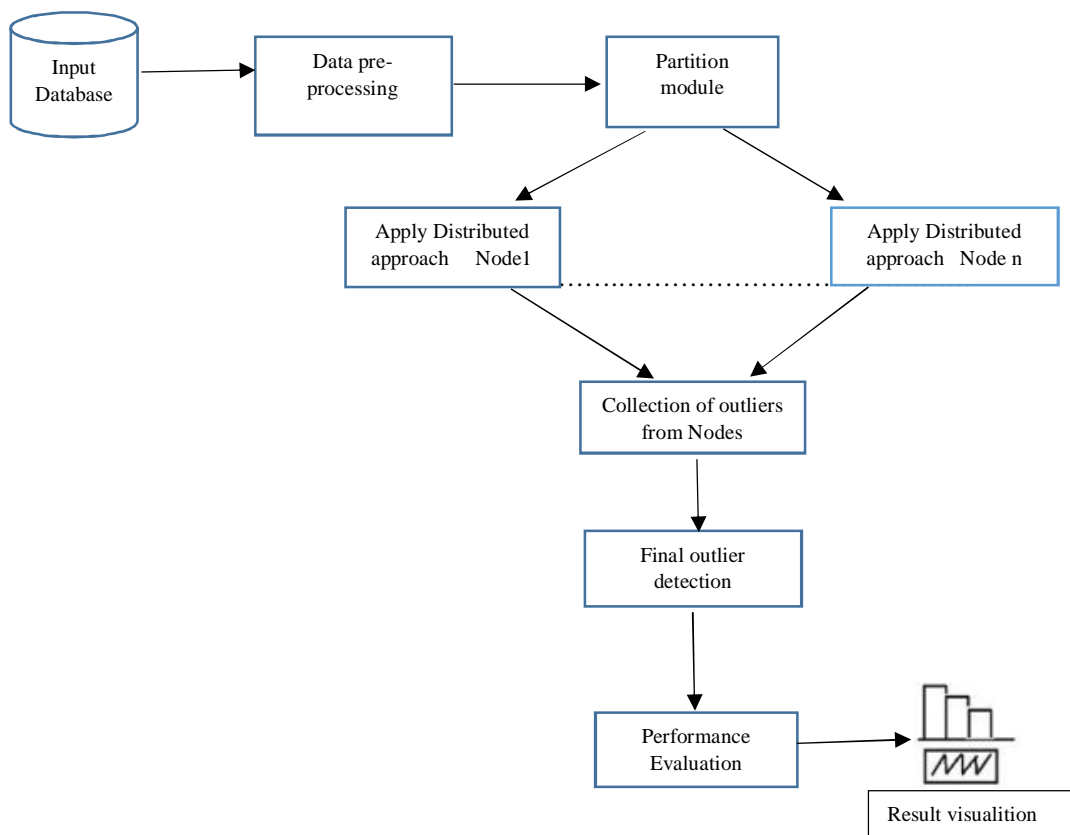 Input
Database
Data pre-
processing
Partition
module
Apply Distributed
approach Node1
Apply Distributed
approach Node n
Collection of outliers
from Nodes
Final outlier
detection
Performance
Evaluation
Result visualition